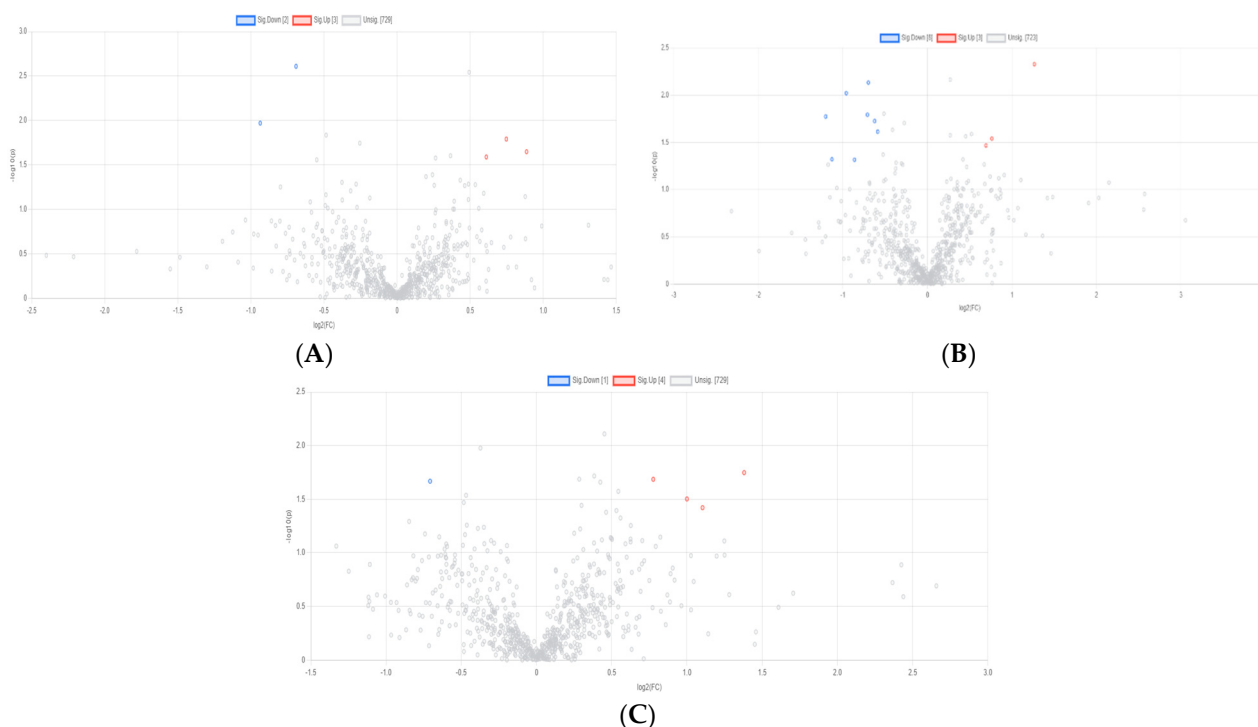 Sig.Down [2] Sig.Up [3] Unsig. [729]
3.0
2.5
2.0
1.5
1.0
0.5
0
-log10(p)
-2.5 -2.0 -1.5 -1.0 -0.5 0 0.5 1.0 1.5
log2(FC)
(A)
Sig.Down [8] Sig.Up [3] Unsig. [723]
2.5
2.0
1.5
1.0
0.5
0
-log10(p)
-3 -2 -1 0 1 2 3
log2(FC)
(B)
Sig.Down [1] Sig.Up [4] Unsig. [729]
2.5
2.0
1.5
1.0
0.5
0
-log10(p)
-1.5 -1.0 -0.5 0 0.5 1.0 1.5 2.0 2.5 3.0
log2(FC)
(C)